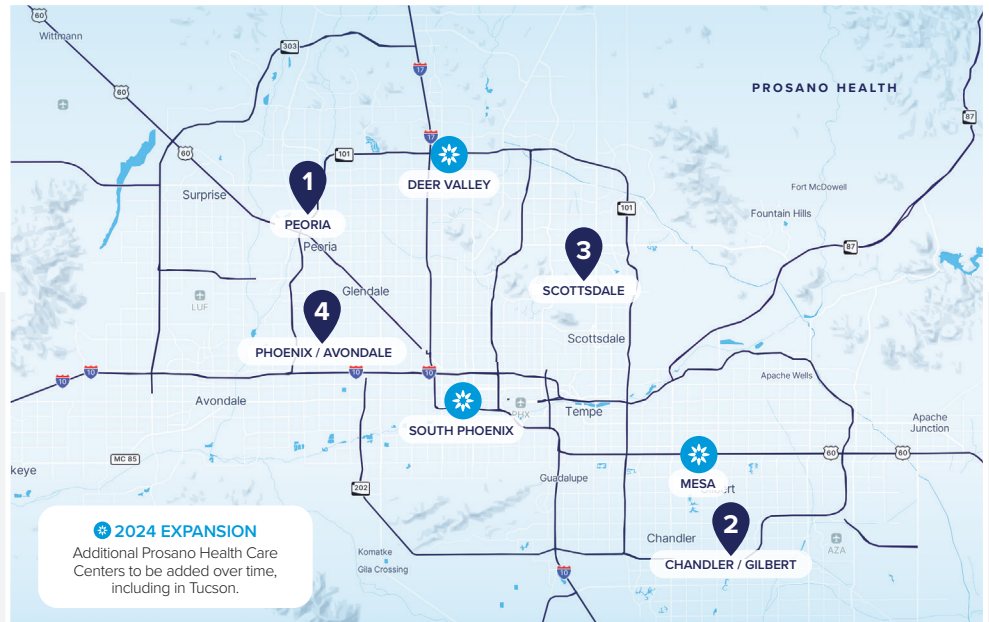 60
Wittmann
303
17
PROSANO HEALTH
60
87
17
60
101
DEER VALLEY
1
Surprise
Fort McDowell
101
PEORIA
Fountain Hills
Peoria
87
3
LUF
Glendale
SCOTTSDALE
4
Scottsdale
PHOENIX / AVONDALE
10
10
10
10
Apache Wells
Avondale
PHX
Tempe
Apache
Junction
SOUTH PHOENIX
keye
MC 85
60
60
MESA
Guadalupe
202
2
Chandler
AZA
2024 EXPANSION
Additional Prosano Health Care
Centers to be added over time,
including in Tucson.
Komatke
Gila Crossing
CHANDLER / GILBERT
10